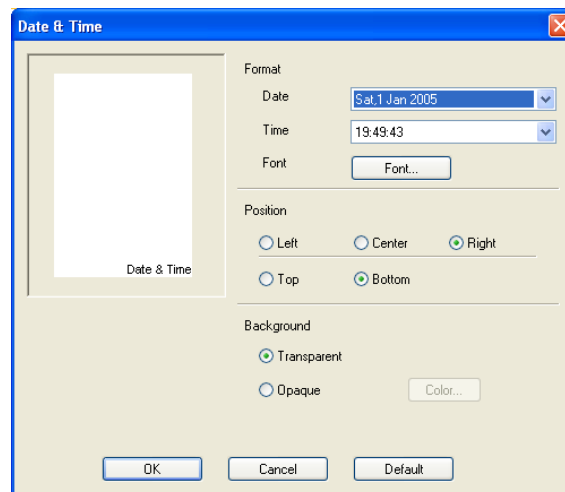 Date & Time
Format
Date Sat,1 Jan 2005
Time 19:49:43
Font Font...
Position
Left Center Right
Date & Time Top Bottom
Background
Transparent
Opaque Color...
OK Cancel Default